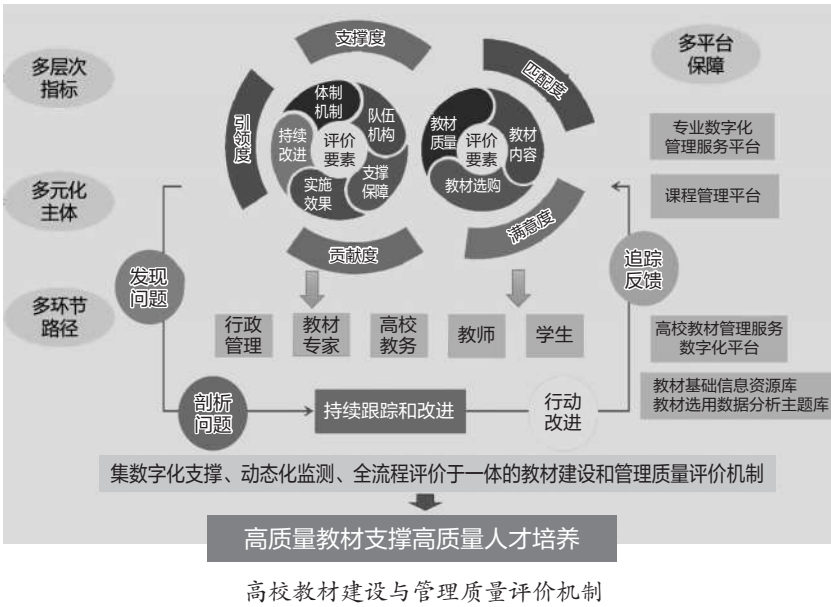 支撑度
多层次
指标
多平台
保障
匹配度
引领度
体制
机制
队伍
机构
持续
改进
评价
要素
支撑
保障
实施
效果
教材
质量
评价
要素
教材
内容
教材选购
专业数字化
管理服务平台
多元化
主体
课程管理平台
满意度
贡献度
发现
问题
追踪
反馈
多环节
路径
行政
管理
教材
专家
高校
教务
教师
学生
高校教材管理服务
数字化平台
教材基础信息资源库
教材选用数据分析主题库
剖析
问题
持续跟踪和改进
行动
改进
集数字化支撑、动态化监测、全流程评价于一体的教材建设和管理质量评价机制
高质量教材支撑高质量人才培养
高校教材建设与管理质量评价机制